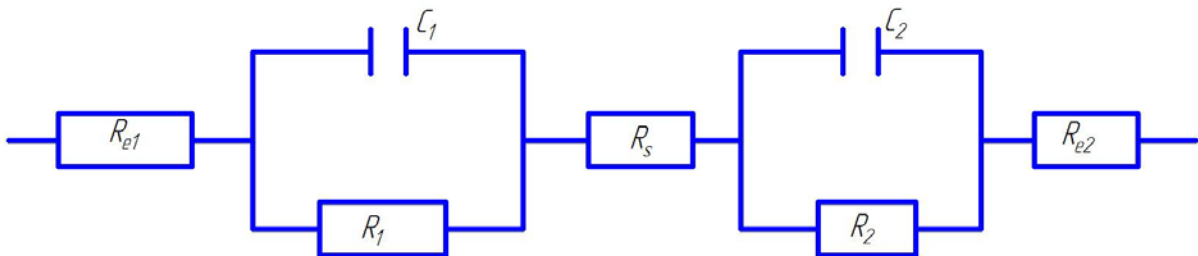 C₁
C₂
Rₑ₁
Rₛ
Rₑ₂
R₁
R₂